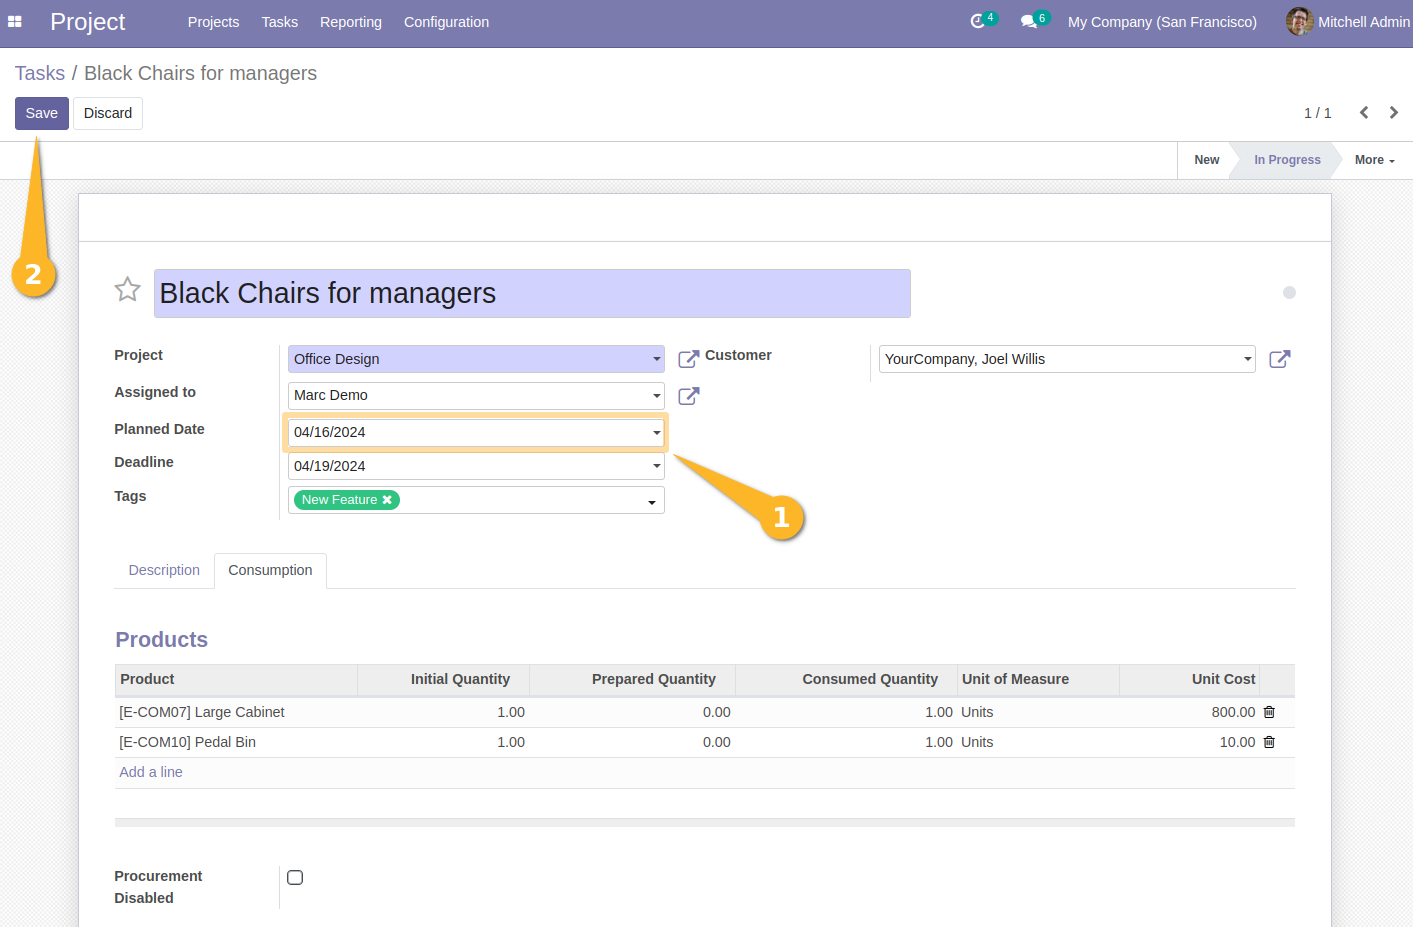 Project Projects Tasks Reporting Configuration 4 6 My Company (San Francisco) Mitchell Admin
Tasks / Black Chairs for managers
Save Discard 1 / 1
New In Progress More
2
Black Chairs for managers
Project Office Design Customer YourCompany, Joel Willis
Assigned to Marc Demo
Planned Date 04/16/2024
Deadline 04/19/2024
Tags New Feature
1
Description Consumption
Products
Product Initial Quantity Prepared Quantity Consumed Quantity Unit of Measure Unit Cost
[E-COM07] Large Cabinet 1.00 0.00 1.00 Units 800.00
[E-COM10] Pedal Bin 1.00 0.00 1.00 Units 10.00
Add a line
Procurement
Disabled